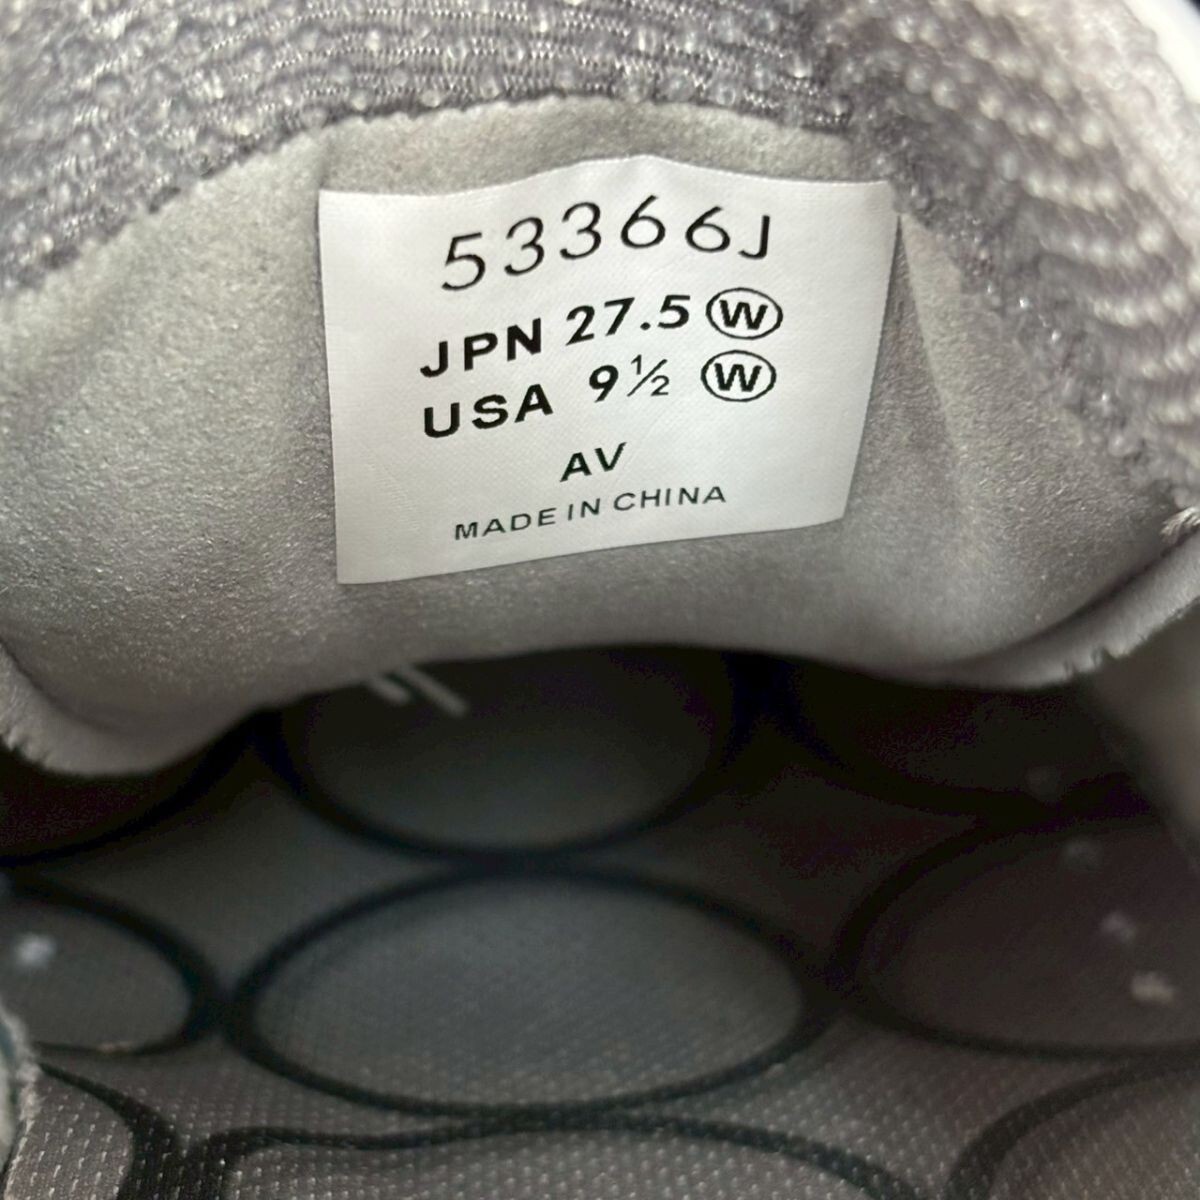 53366J
JPN 27.5 Ⓦ
USA 9½ Ⓦ
AV
MADE IN CHINA